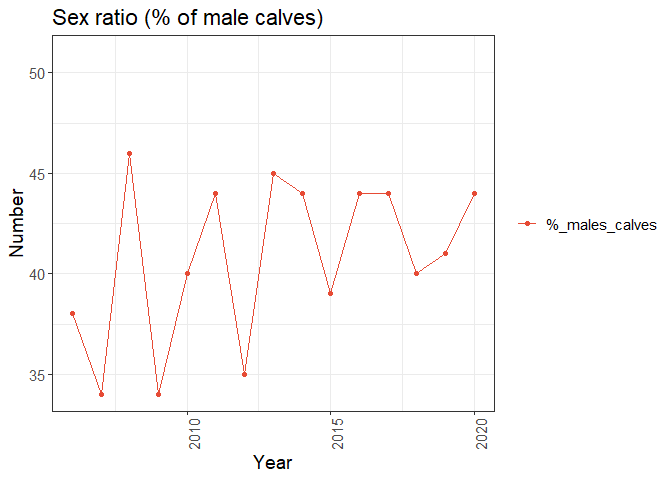 Sex ratio (% of male calves)
50
45
40
35
Number
2010
2015
2020
Year
%_males_calves